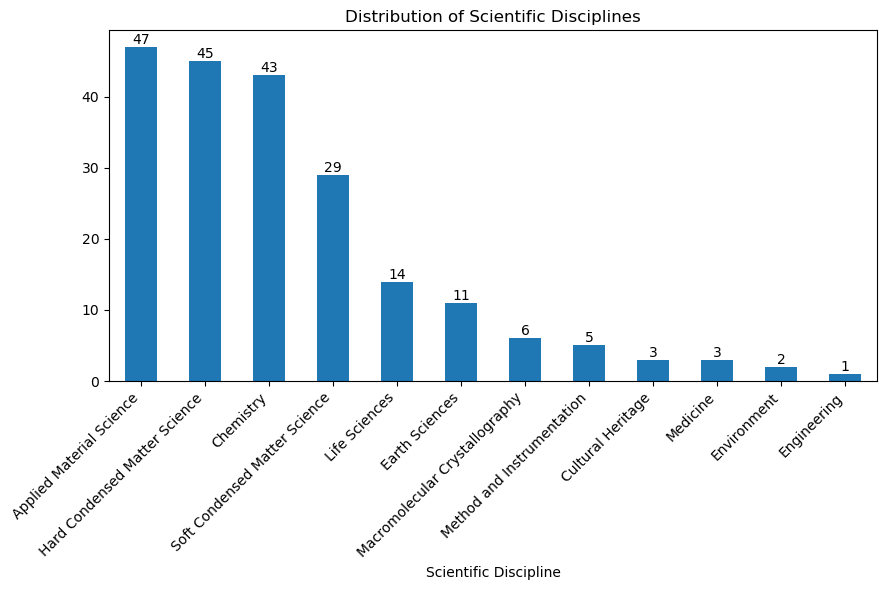 Distribution of Scientific Disciplines
47
45
43
29
14
11
6
5
3
3
2
1
40
30
20
10
0
Applied Material Science
Hard Condensed Matter Science
Chemistry
Soft Condensed Matter Science
Life Sciences
Earth Sciences
Macromolecular Crystallography
Method and Instrumentation
Cultural Heritage
Medicine
Environment
Engineering
Scientific Discipline